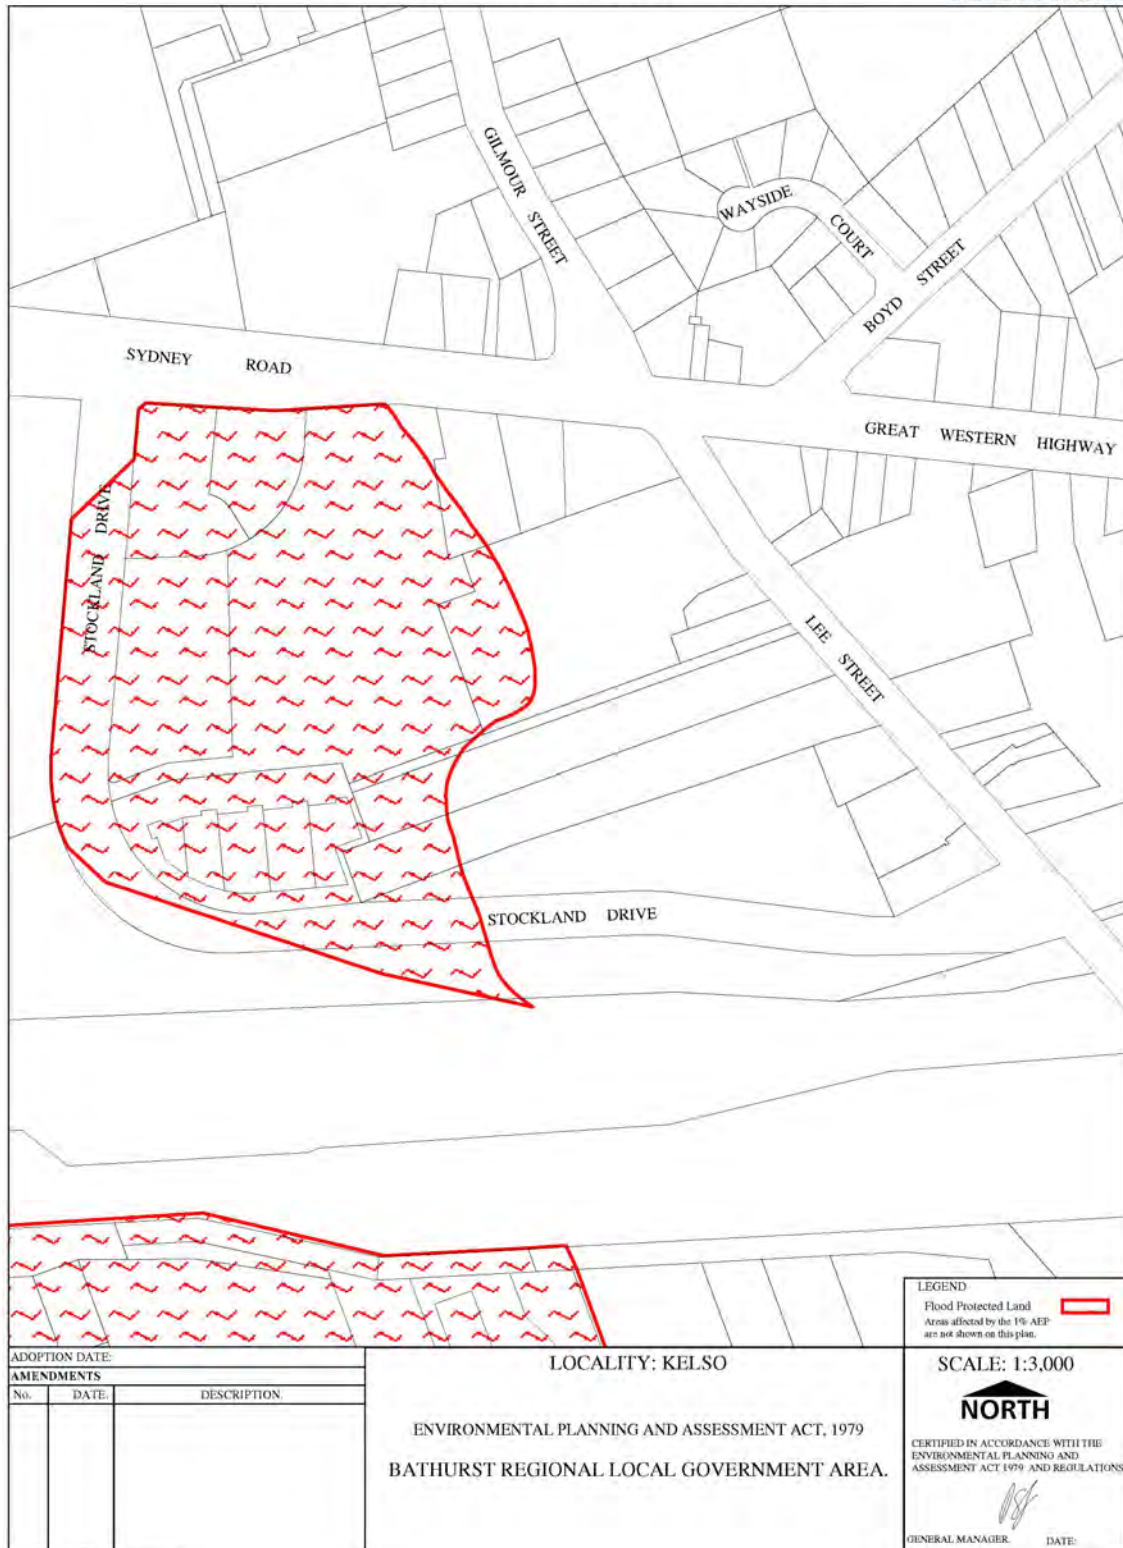 GILMOUR STREET
WAYSIDE COURT
BOYD STREET
SYDNEY ROAD
GREAT WESTERN HIGHWAY
STOCKLAND DRIVE
LEE STREET
STOCKLAND DRIVE
LEGEND
Flood Protected Land
Areas affected by the 1% AEP
are not shown on this plan.
ADOPTION DATE:
AMENDMENTS
No. DATE. DESCRIPTION.
LOCALITY: KELSO
ENVIRONMENTAL PLANNING AND ASSESSMENT ACT, 1979
BATHURST REGIONAL LOCAL GOVERNMENT AREA.
SCALE: 1:3,000
NORTH
CERTIFIED IN ACCORDANCE WITH THE
ENVIRONMENTAL PLANNING AND
ASSESSMENT ACT 1979 AND REGULATIONS
GENERAL MANAGER. DATE: